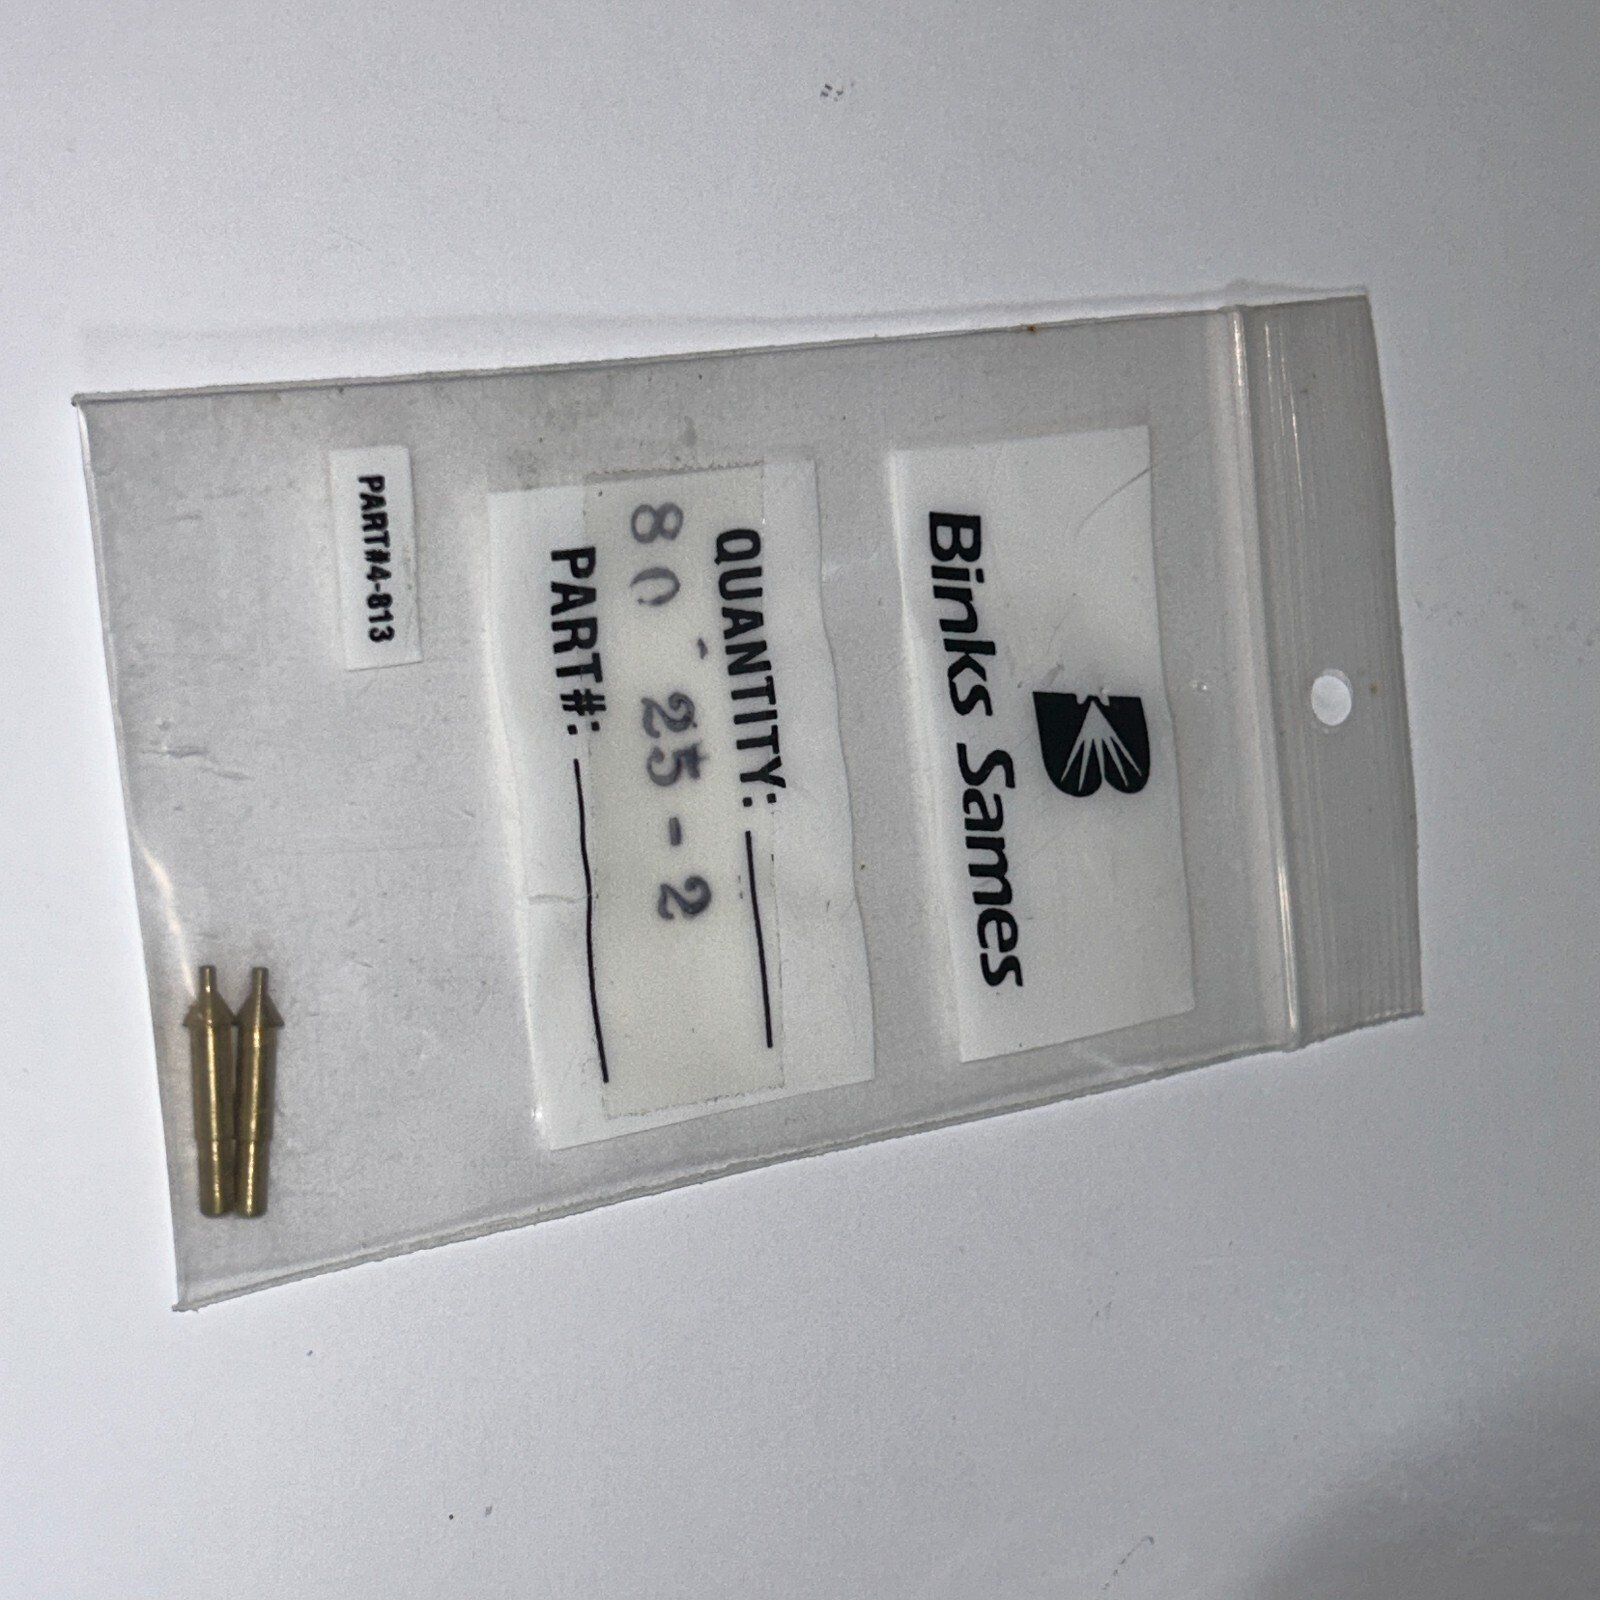 Binks Sames
QUANTITY: 
80-25-2
PART#: 
PART#4-813